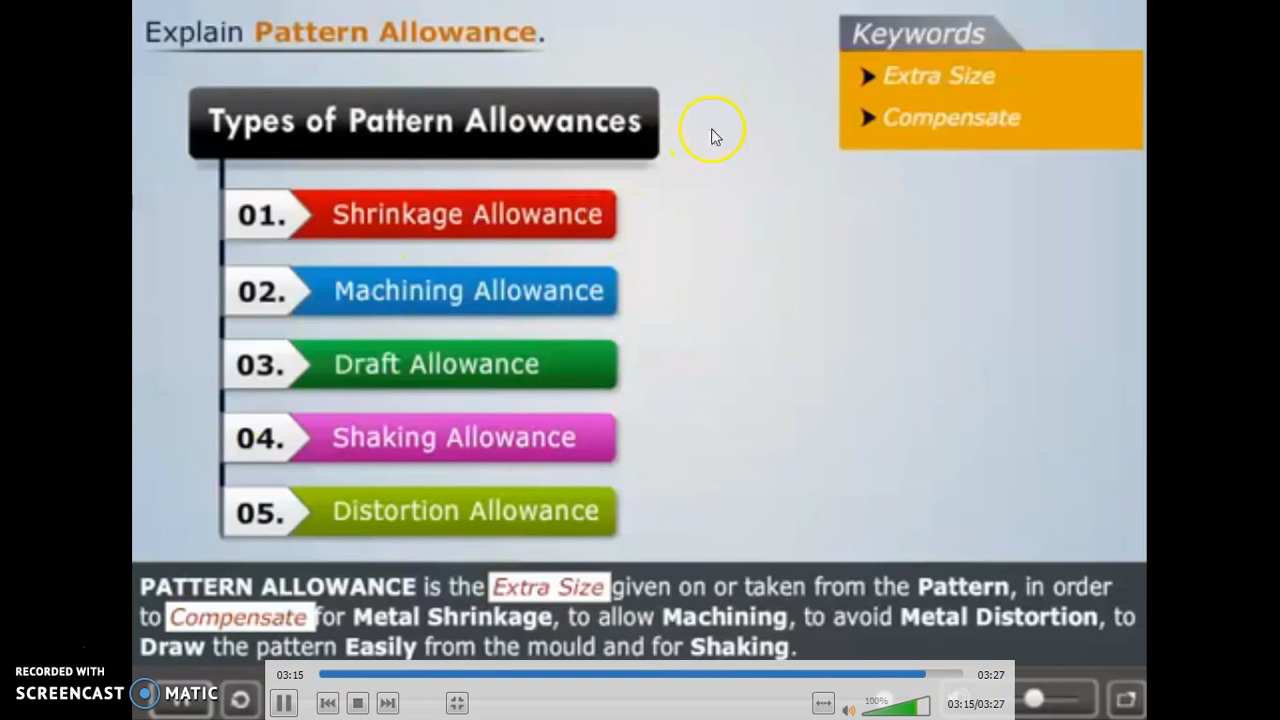 Explain Pattern Allowance.
Keywords
Extra Size
Compensate
Types of Pattern Allowances
01. Shrinkage Allowance
02. Machining Allowance
03. Draft Allowance
04. Shaking Allowance
05. Distortion Allowance
PATTERN ALLOWANCE is the Extra Size given on or taken from the Pattern, in order
to Compensate for Metal Shrinkage, to allow Machining, to avoid Metal Distortion, to
Draw the pattern Easily from the mould and for Shaking.
RECORDED WITH
SCREENCAST MATIC
03:15
03:27
100%
03:15/03:27